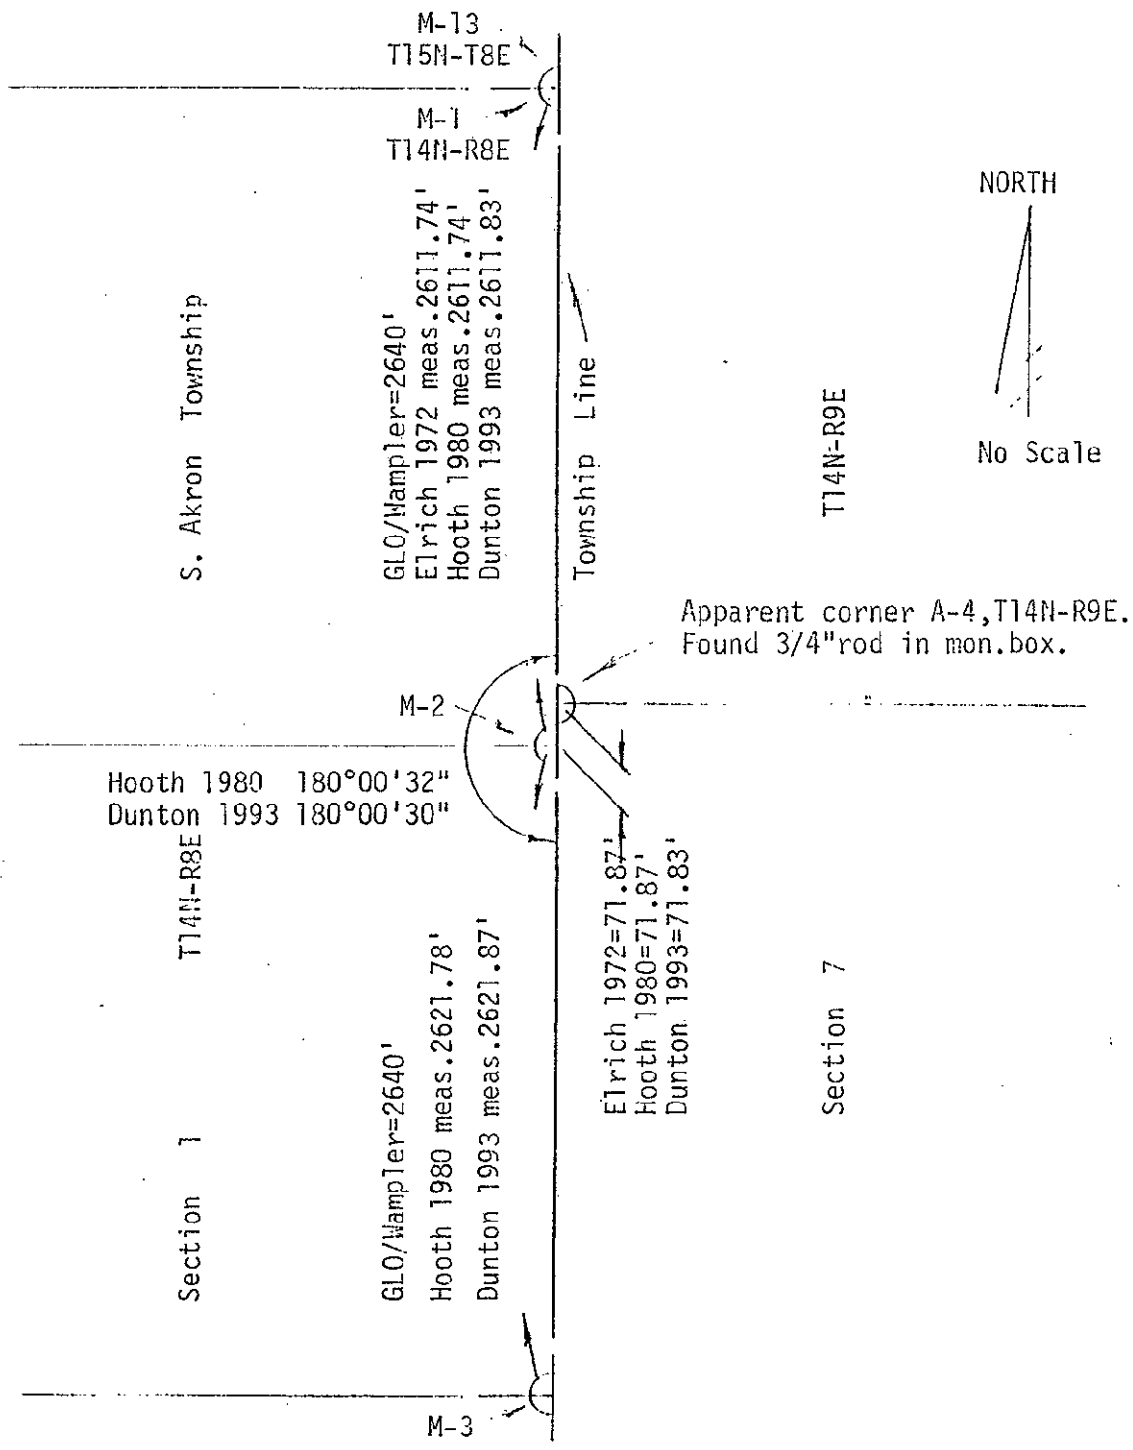 M-13
T15N-T8E
M-1
T14N-R8E
NORTH
No Scale
S. Akron Township
GLO/Wampler=2640'
Elrich 1972 meas.2611.74'
Hooth 1980 meas.2611.74'
Dunton 1993 meas.2611.83'
Township Line
T14N-R9E
Apparent corner A-4,T14N-R9E.
Found 3/4"rod in mon.box.
M-2
Hooth 1980 180°00'32"
Dunton 1993 180°00'30"
Section 1 T14N-R8E
GLO/Wampler=2640'
Hooth 1980 meas.2621.78'
Dunton 1993 meas.2621.87'
Elrich 1972=71.87'
Hooth 1980=71.87'
Dunton 1993=71.83'
Section 7
M-3